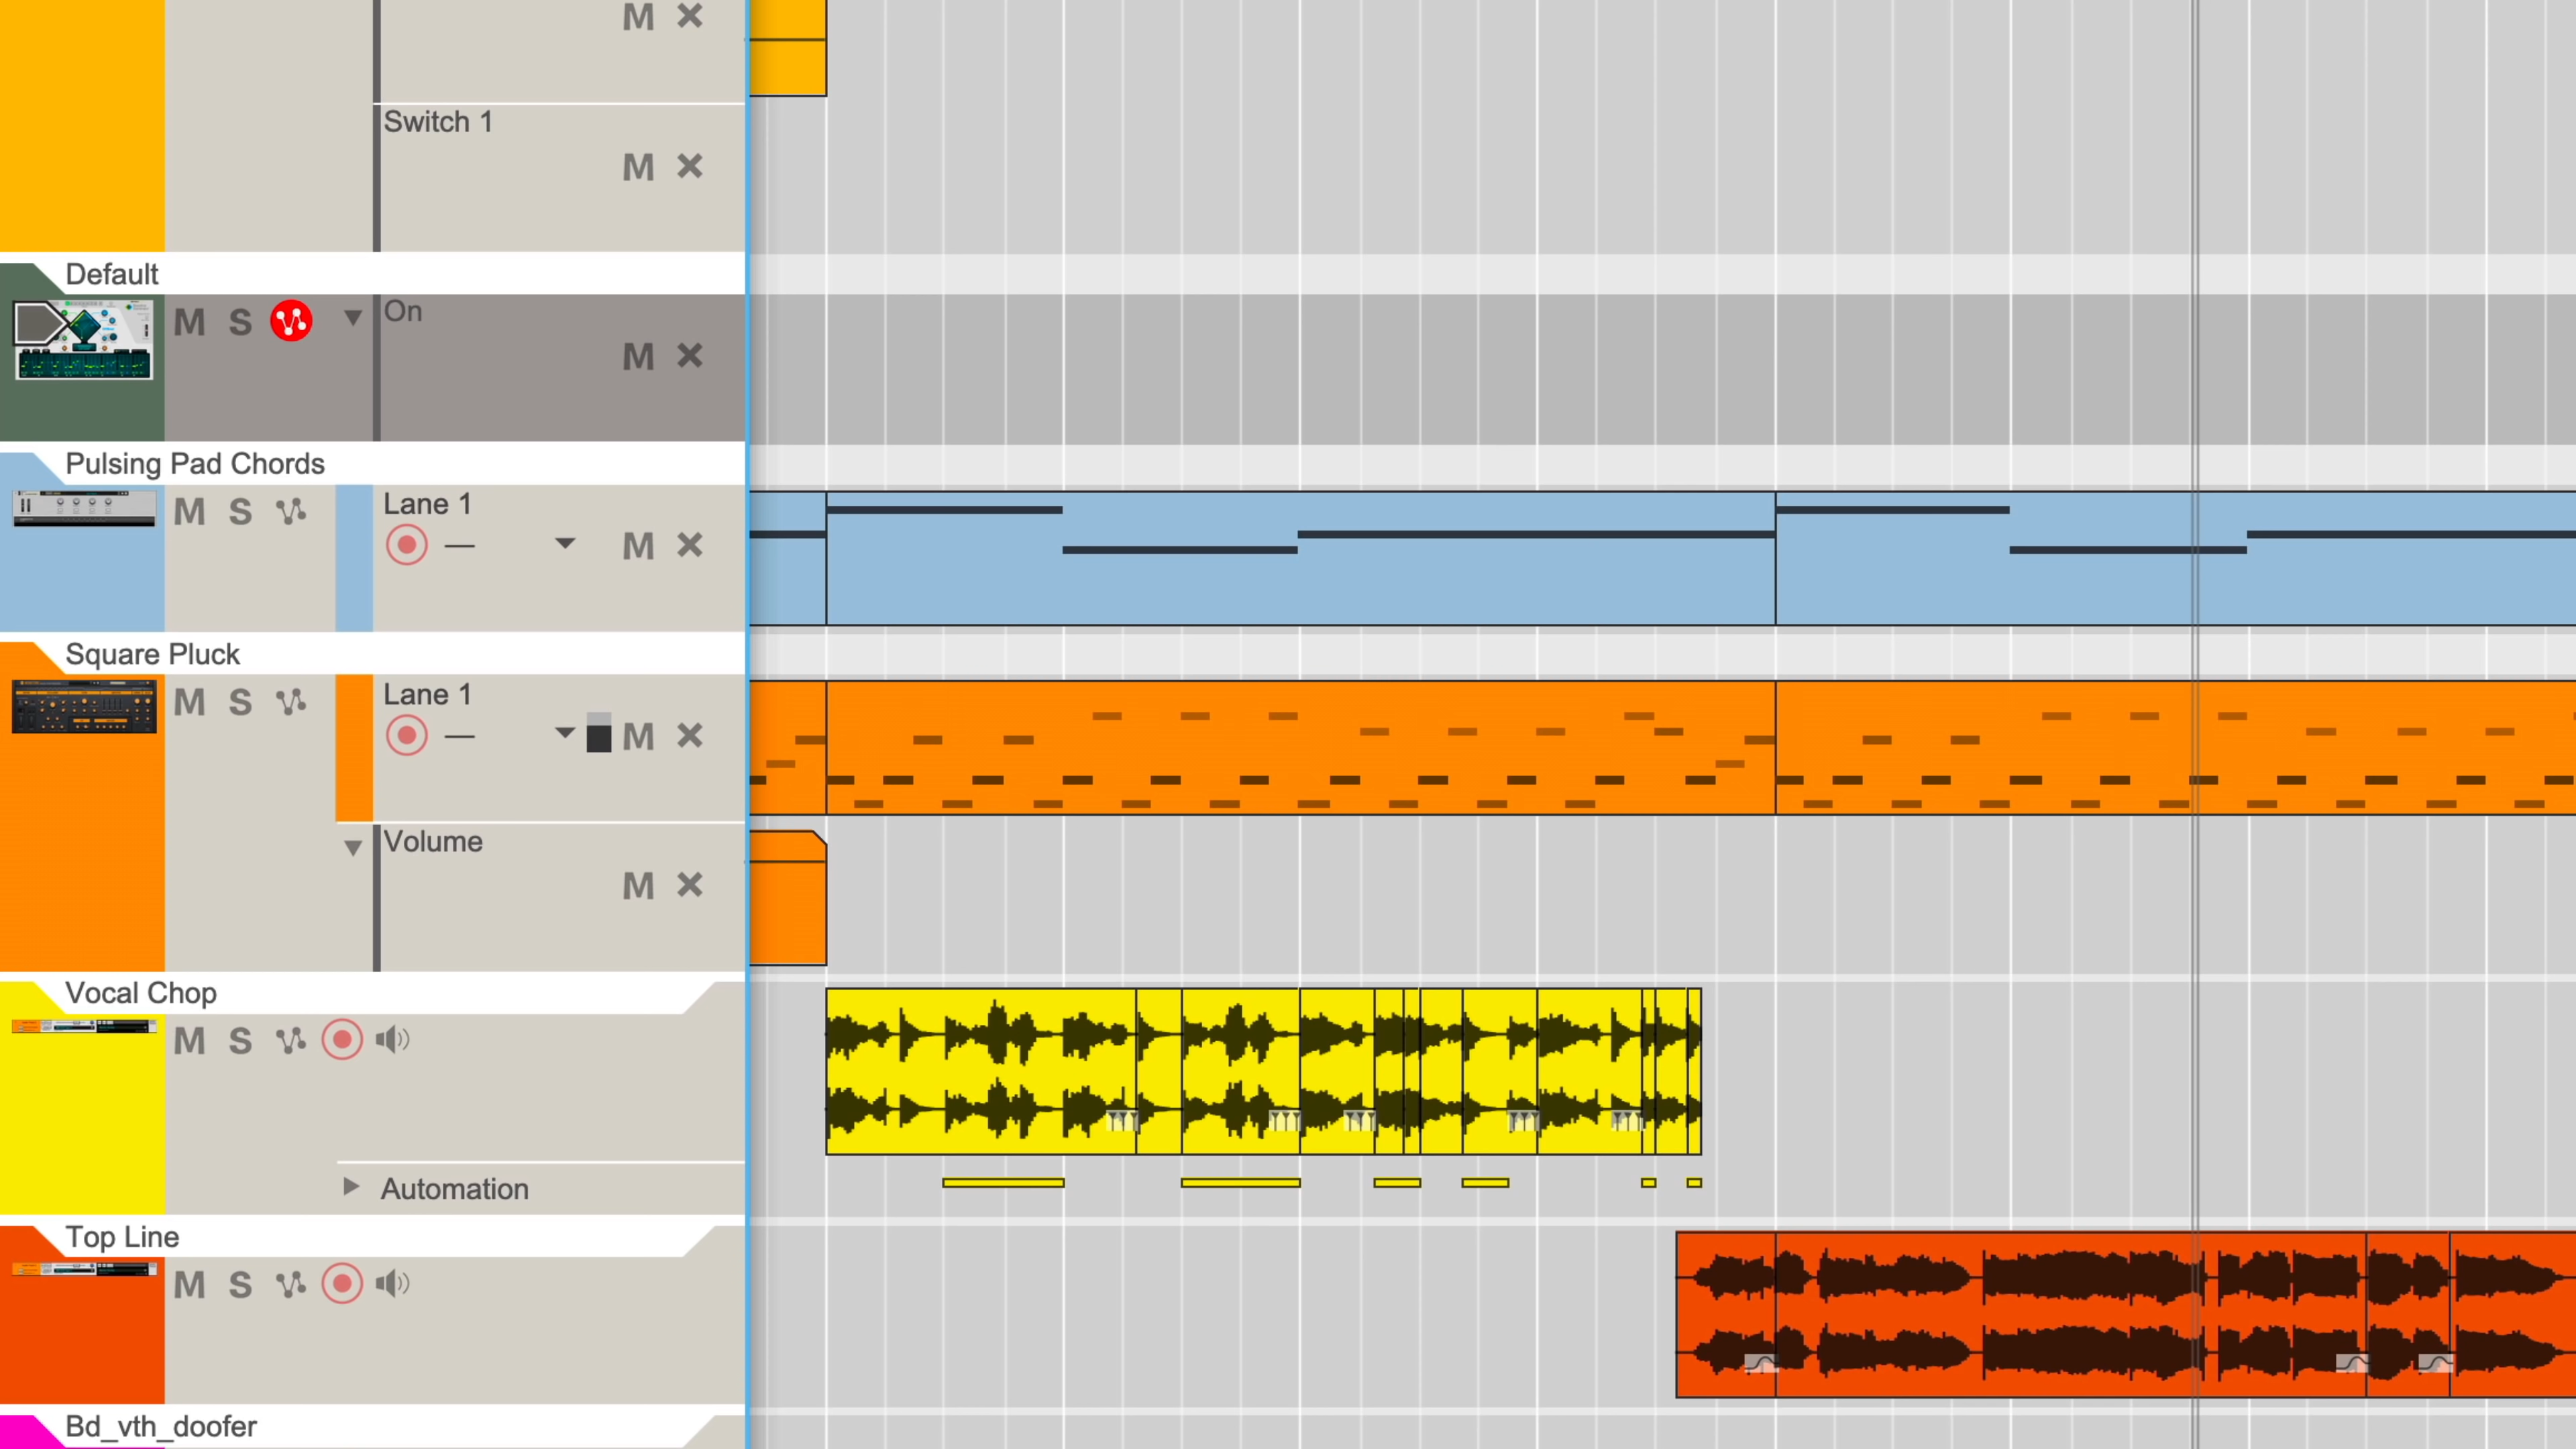 M
Switch 1
M
Default
M S
On
M
Pulsing Pad Chords
M S
Lane 1
— M
Square Pluck
M S
Lane 1
— M
Volume
M
Vocal Chop
M S
Automation
Top Line
M S
Bd_vth_doofer